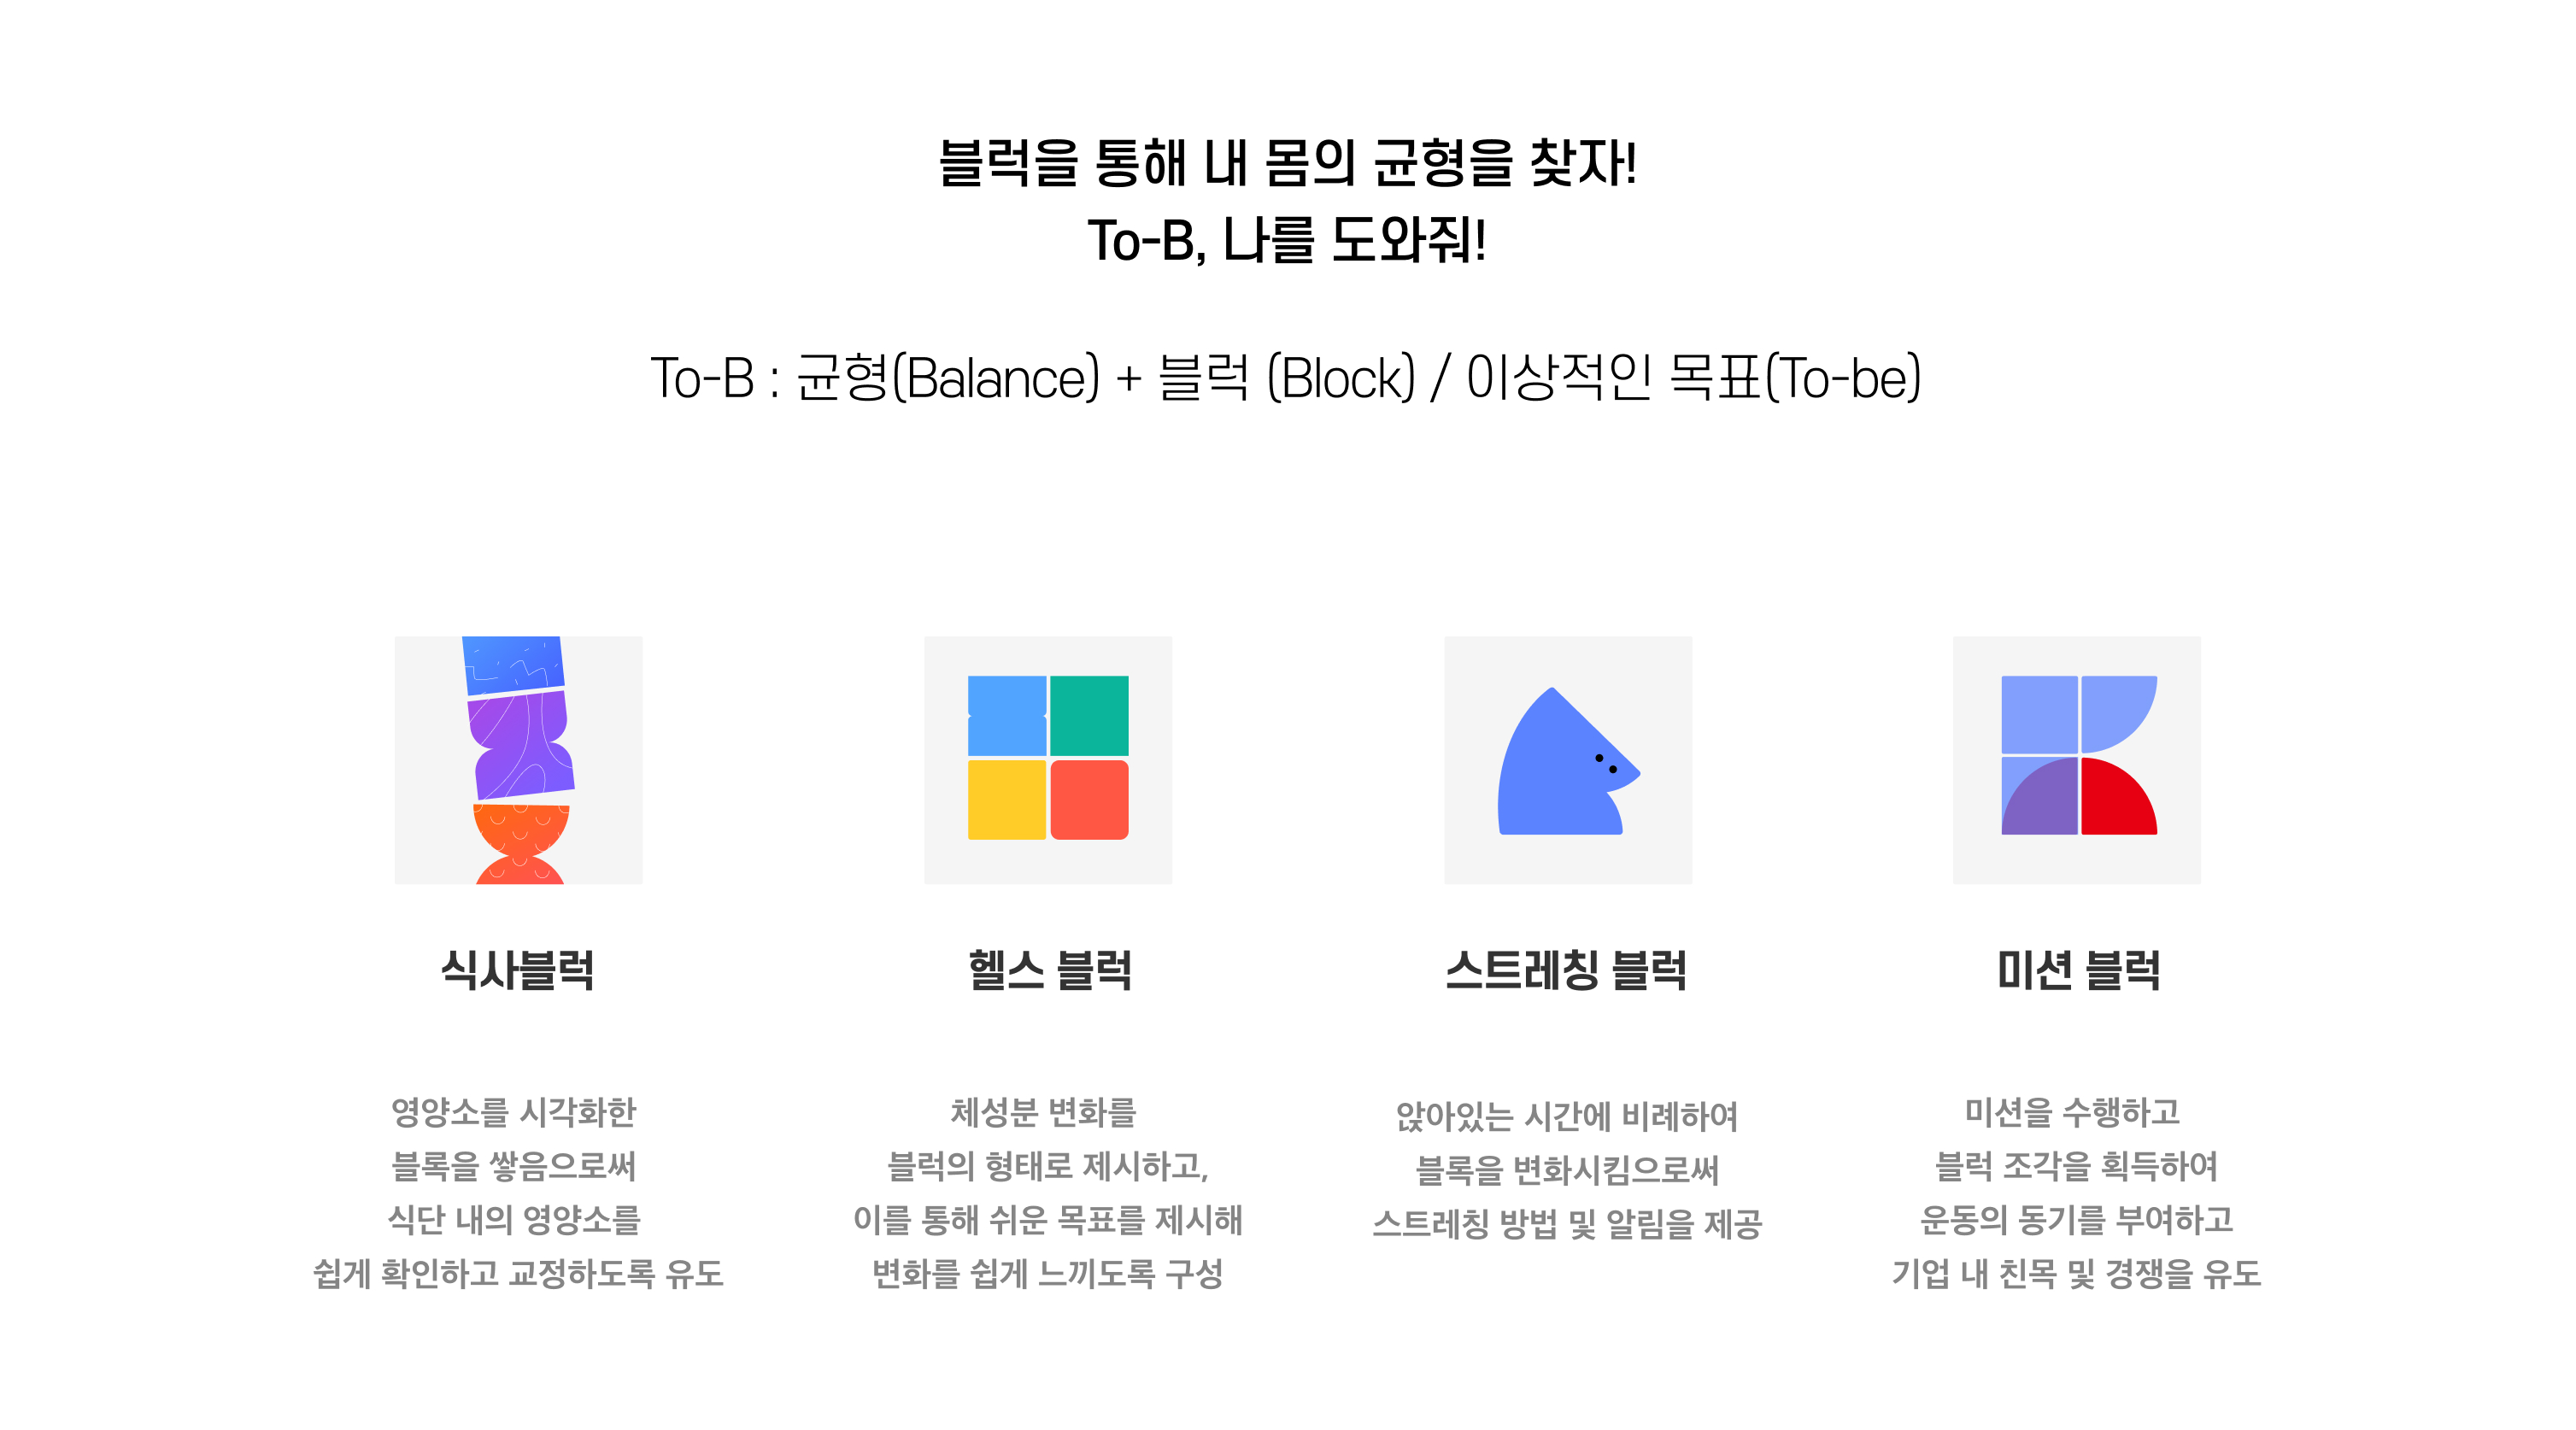 블럭을 통해 내 몸의 균형을 찾자!
To-B, 나를 도와줘!
To-B : 균형(Balance) + 블럭 (Block) / 이상적인 목표(To-be)
식사블럭
영양소를 시각화한
블록을 쌓음으로써
식단 내의 영양소를
쉽게 확인하고 교정하도록 유도
헬스 블럭
체성분 변화를
블럭의 형태로 제시하고,
이를 통해 쉬운 목표를 제시해
변화를 쉽게 느끼도록 구성
스트레칭 블럭
앉아있는 시간에 비례하여
블록을 변화시킴으로써
스트레칭 방법 및 알림을 제공
미션 블럭
미션을 수행하고
블럭 조각을 획득하여
운동의 동기를 부여하고
기업 내 친목 및 경쟁을 유도